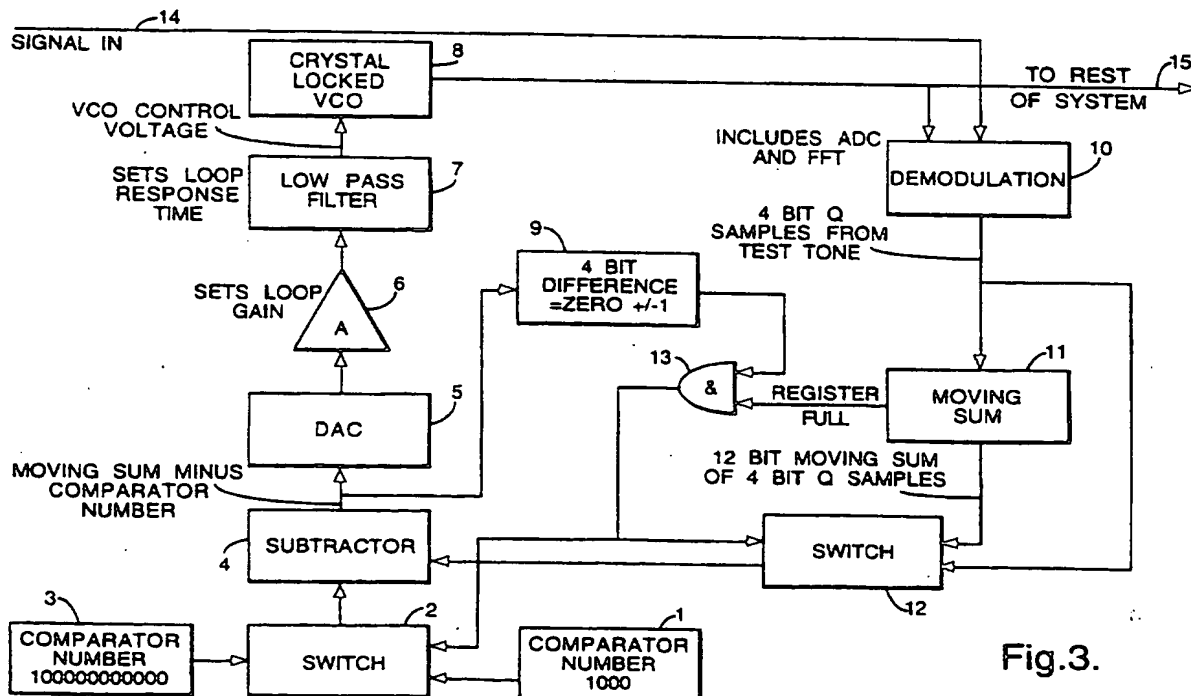 14
SIGNAL IN
8
CRYSTAL
LOCKED
VCO
15
TO REST
OF SYSTEM
VCO CONTROL
VOLTAGE
INCLUDES ADC
AND FFT
10
DEMODULATION
SETS LOOP
RESPONSE
TIME
7
LOW PASS
FILTER
4 BIT Q
SAMPLES FROM
TEST TONE
9
4 BIT
DIFFERENCE
=ZERO +/-1
SETS LOOP
GAIN
6
A
13
&
REGISTER
FULL
11
MOVING
SUM
5
DAC
12 BIT MOVING SUM
OF 4 BIT Q SAMPLES
MOVING SUM MINUS
COMPARATOR
NUMBER
4
SUBTRACTOR
SWITCH
12
3
COMPARATOR
NUMBER
100000000000
2
SWITCH
1
COMPARATOR
NUMBER
1000
Fig.3.